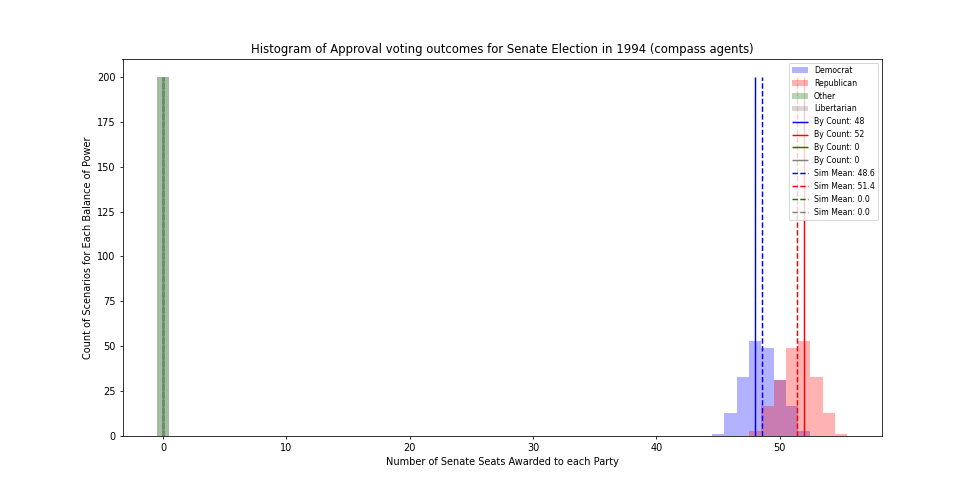 Histogram of Approval voting outcomes for Senate Election in 1994 (compass agents)
Count of Scenarios for Each Balance of Power
200
175
150
125
100
75
50
25
0
Democrat
Republican
Other
Libertarian
By Count: 48
By Count: 52
By Count: 0
By Count: 0
Sim Mean: 48.6
Sim Mean: 51.4
Sim Mean: 0.0
Sim Mean: 0.0
0 10 20 30 40 50
Number of Senate Seats Awarded to each Party